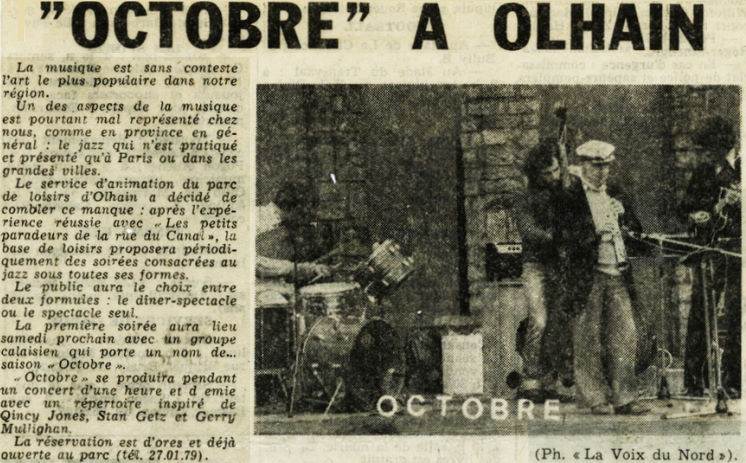 "OCTOBRE" A OLHAIN
La musique est sans conteste
l'art le plus populaire dans notre
région.
Un des aspects de la musique
est pourtant mal représenté chez
nous, comme en province en gé-
néral : le jazz qui n'est pratiqué
et présenté qu'à Paris ou dans les
grandes villes.
Le service d'animation du parc
de loisirs d'Olhain a décidé de
combler ce manque : après l'expé-
rience réussie avec « Les petits
paradeurs de la rue du Canal », la
base de loisirs proposera périodi-
quement des soirées consacrées au
jazz sous toutes ses formes.
Le public aura le choix entre
deux formules : le dîner-spectacle
ou le spectacle seul.
La première soirée aura lieu
samedi prochain avec un groupe
calaisien qui porte un nom de...
saison « Octobre ».
« Octobre » se produira pendant
un concert d'une heure et d emie
avec un répertoire inspiré de
Qincy Jones, Stan Getz et Gerry
Mullighan.
La réservation est d'ores et déjà
ouverte au parc (tél. 27.01.79).
OCTOBRE
(Ph. « La Voix du Nord »).